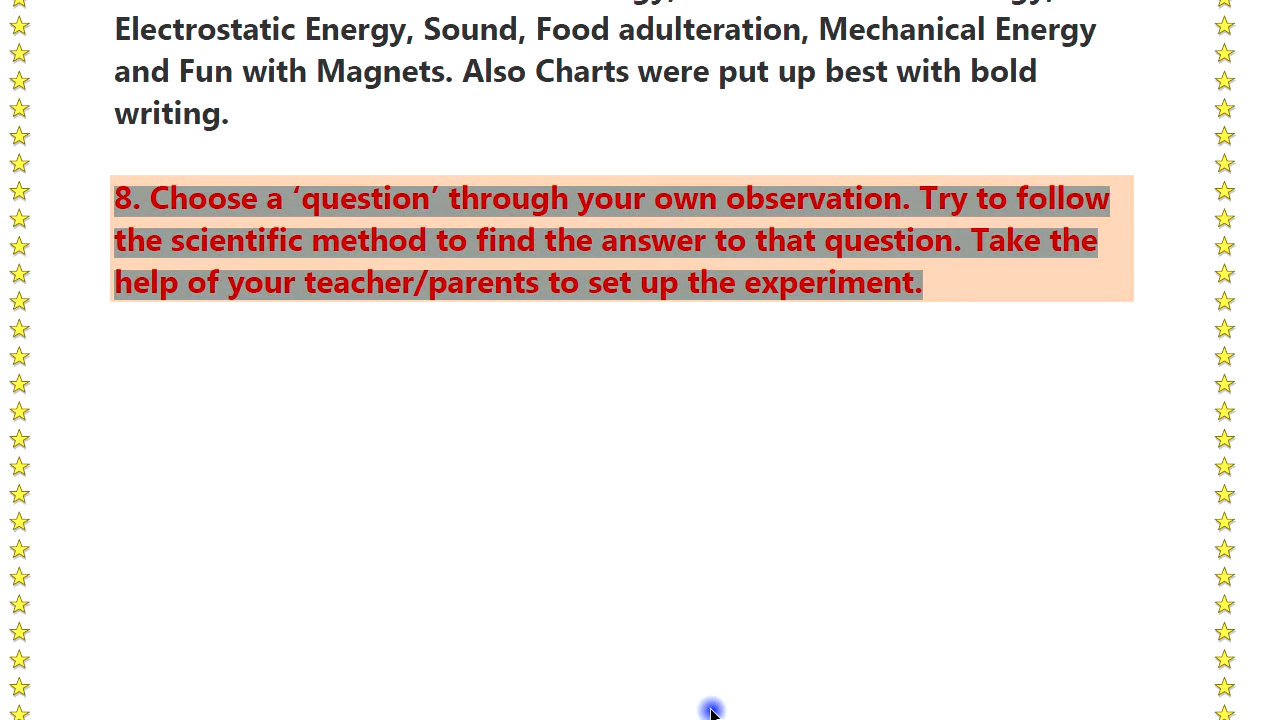 Electrostatic Energy, Sound, Food adulteration, Mechanical Energy
and Fun with Magnets. Also Charts were put up best with bold
writing.
8. Choose a ‘question’ through your own observation. Try to follow
the scientific method to find the answer to that question. Take the
help of your teacher/parents to set up the experiment.